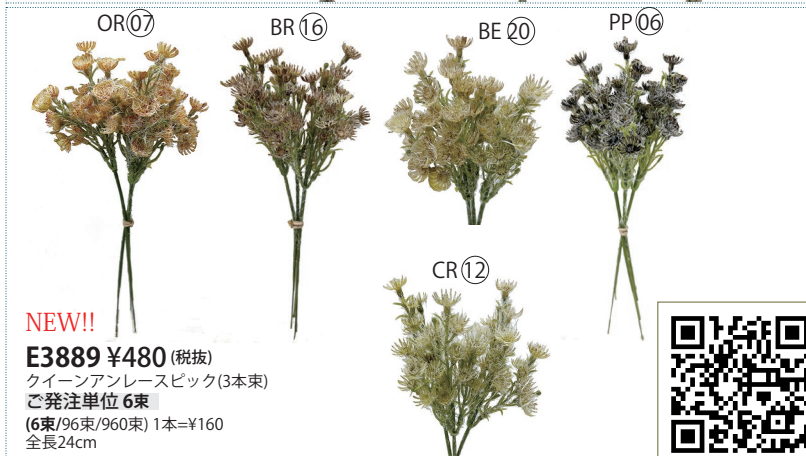 OR⑦ BR⑯ BE⑳ PP⑥
CR⑫
NEW!!
E3889 ¥480 (税抜)
クイーンアンレースピック(3本束)
ご発注単位 6束
(6束/96束/960束) 1本=¥160
全長24cm